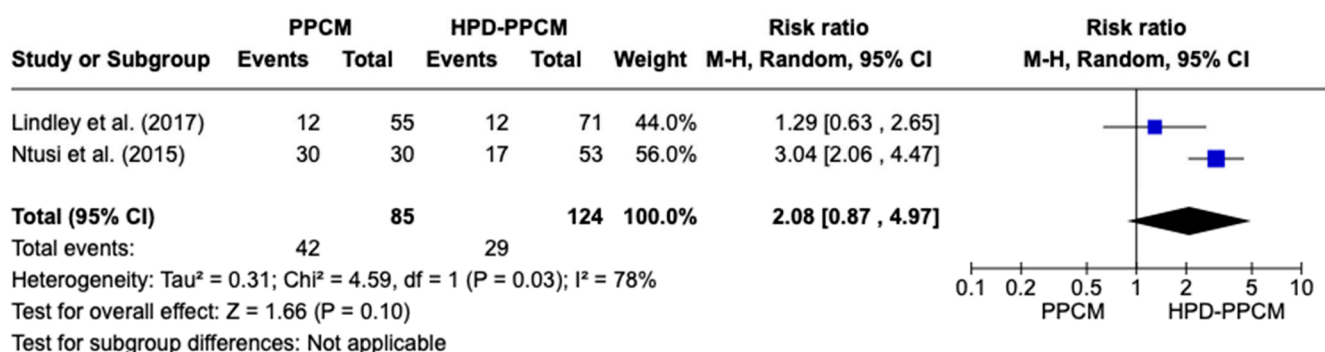 PPCM HPD-PPCM Risk ratio Risk ratio
Study or Subgroup Events Total Events Total Weight M-H, Random, 95% CI M-H, Random, 95% CI
Lindley et al. (2017) 12 55 12 71 44.0% 1.29 [0.63 , 2.65]
Ntusi et al. (2015) 30 30 17 53 56.0% 3.04 [2.06 , 4.47]
Total (95% CI) 85 124 100.0% 2.08 [0.87 , 4.97]
Total events: 42 29
Heterogeneity: Tau² = 0.31; Chi² = 4.59, df = 1 (P = 0.03); I² = 78%
0.1 0.2 0.5 1 2 5 10
Test for overall effect: Z = 1.66 (P = 0.10)
PPCM HPD-PPCM
Test for subgroup differences: Not applicable